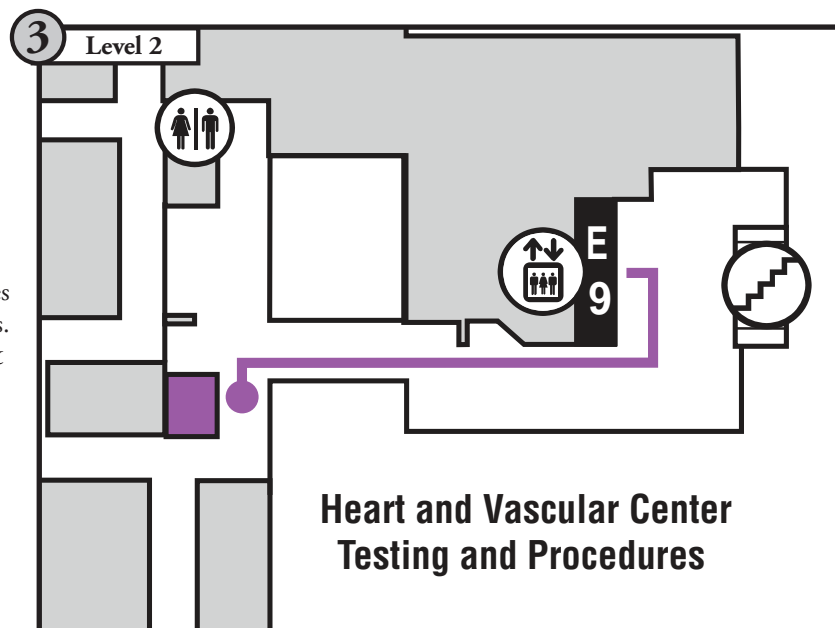 3
Level 2
E
9
s.
Heart and Vascular Center
Testing and Procedures